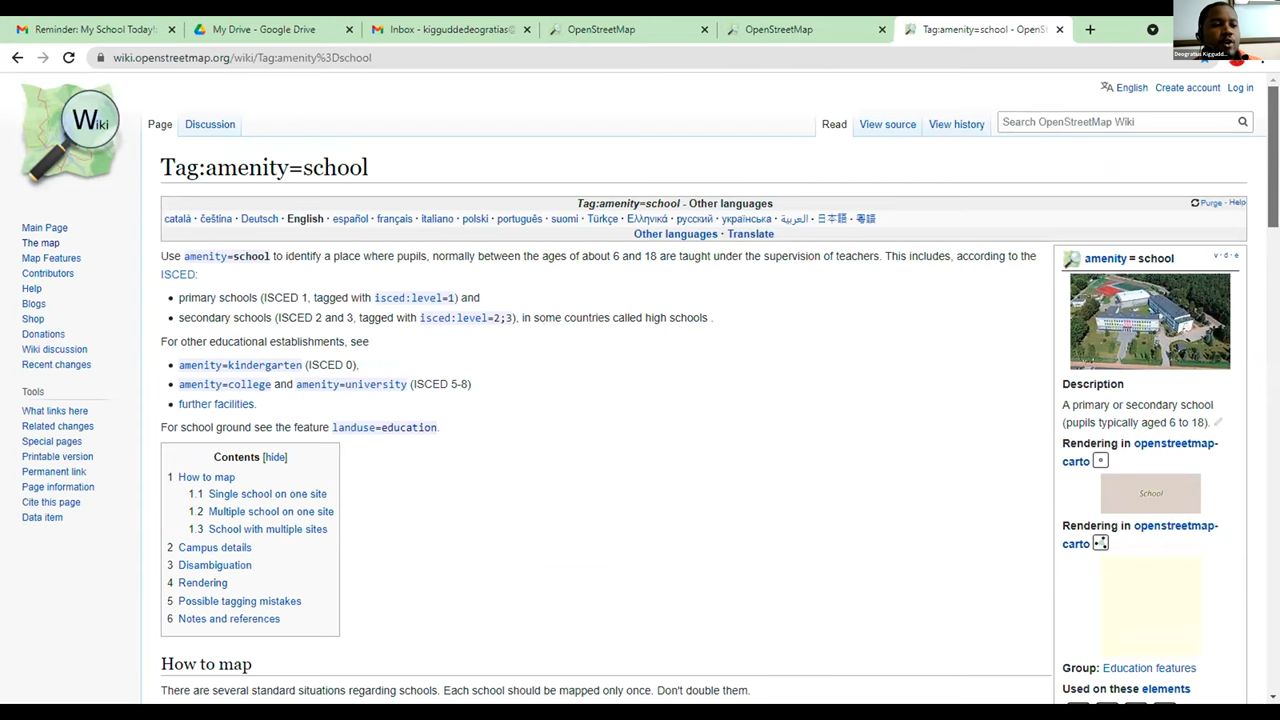 Reminder: My School Today!
My Drive - Google Drive
Inbox - kigguddedeogratias@
OpenStreetMap
OpenStreetMap
Tag:amenity=school - OpenSt
wiki.openstreetmap.org/wiki/Tag:amenity%3Dschool
Deogratius Kiggudd...
English
Create account
Log in
Wiki
Page
Discussion
Read
View source
View history
Search OpenStreetMap Wiki
Tag:amenity=school
Tag:amenity=school - Other languages
Purge - Help
català · čeština · Deutsch · English · español · français · italiano · polski · português · suomi · Türkçe · Ελληνικά · русский · українська · العربية · 日本語 · 粵語
Other languages · Translate
Main Page
The map
Map Features
Contributors
Help
Blogs
Shop
Donations
Wiki discussion
Recent changes
Tools
What links here
Related changes
Special pages
Printable version
Permanent link
Page information
Cite this page
Data item
Use amenity=school to identify a place where pupils, normally between the ages of about 6 and 18 are taught under the supervision of teachers. This includes, according to the
ISCED:
primary schools (ISCED 1, tagged with isced:level=1) and
secondary schools (ISCED 2 and 3, tagged with isced:level=2;3), in some countries called high schools .
For other educational establishments, see
amenity=kindergarten (ISCED 0),
amenity=college and amenity=university (ISCED 5-8)
further facilities.
For school ground see the feature landuse=education.
Contents [hide]
1 How to map
1.1 Single school on one site
1.2 Multiple school on one site
1.3 School with multiple sites
2 Campus details
3 Disambiguation
4 Rendering
5 Possible tagging mistakes
6 Notes and references
How to map
There are several standard situations regarding schools. Each school should be mapped only once. Don't double them.
amenity = school
v · d · e
Description
A primary or secondary school
(pupils typically aged 6 to 18).
Rendering in openstreetmap-
carto
School
Rendering in openstreetmap-
carto
Group: Education features
Used on these elements